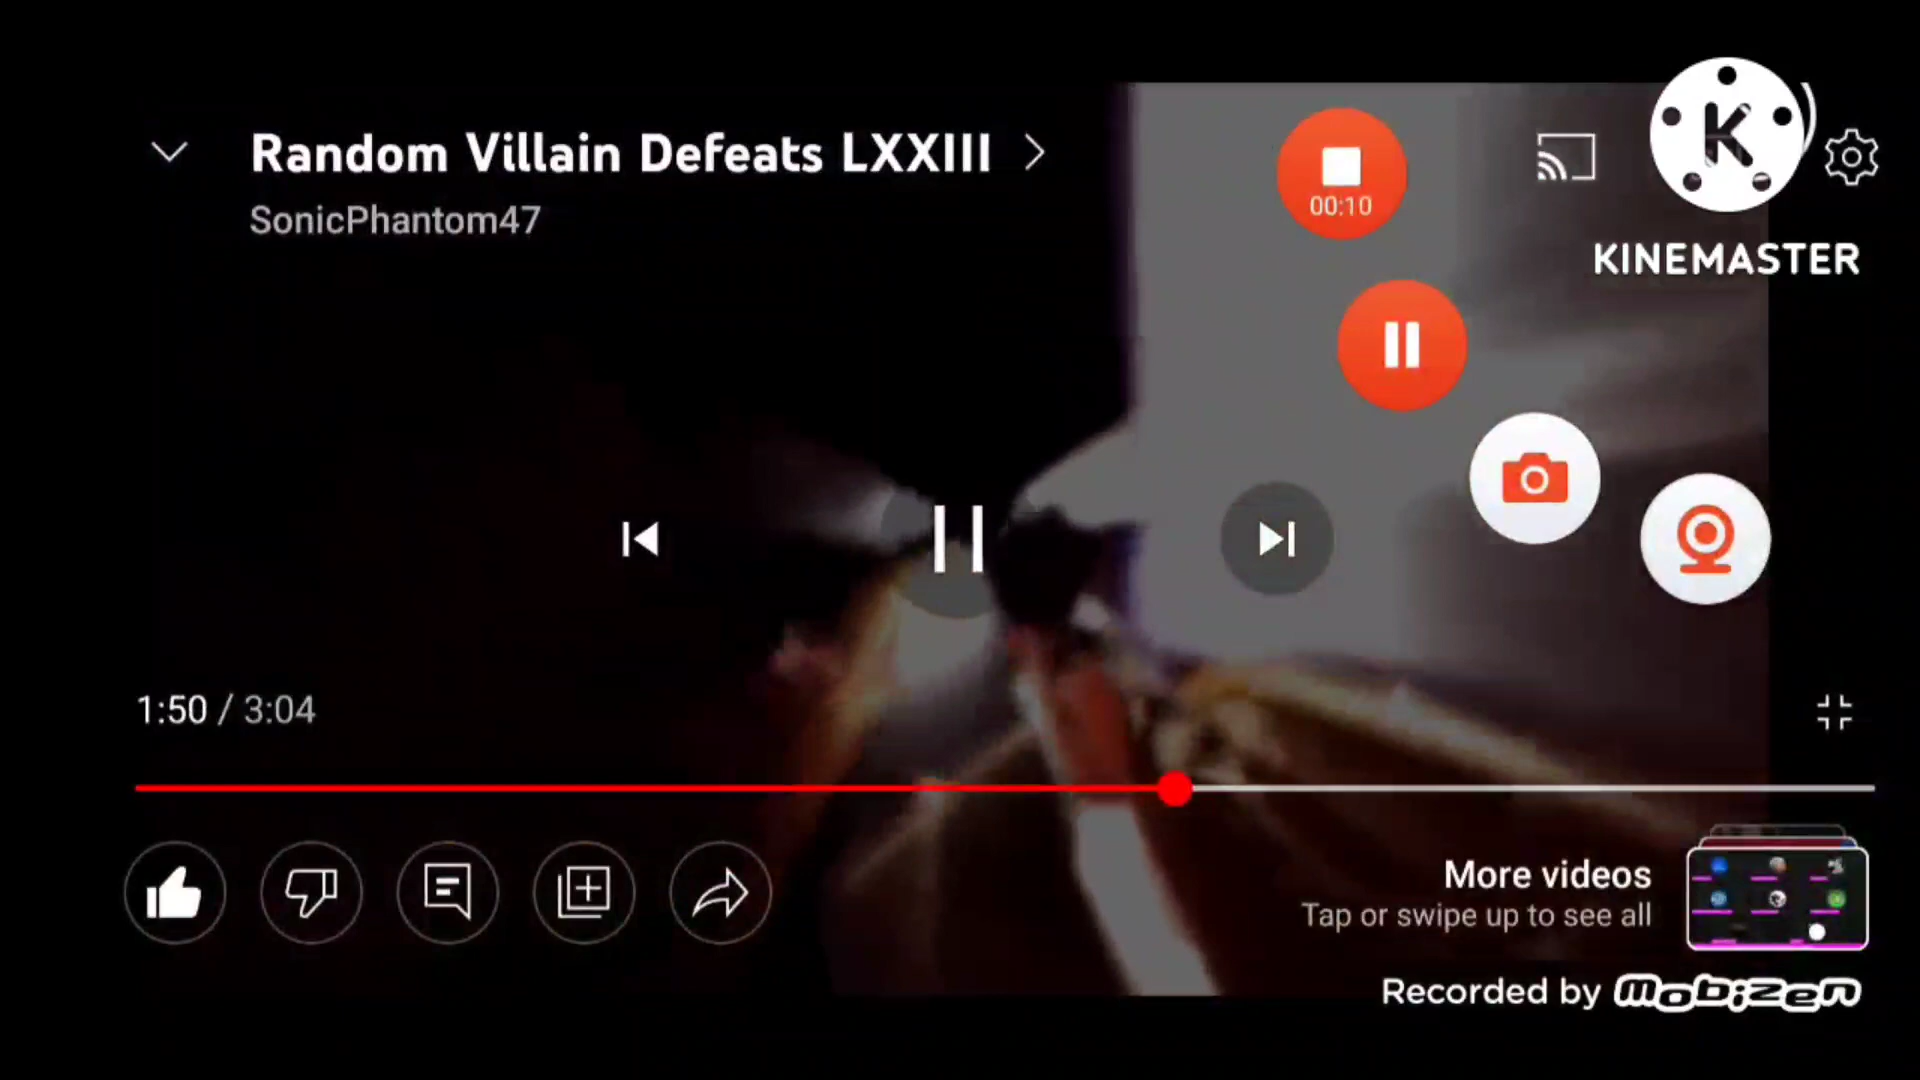 Random Villain Defeats LXXIII
SonicPhantom47
00:10
K
KINEMASTER
1:50 / 3:04
More videos
Tap or swipe up to see all
Recorded by mobizen